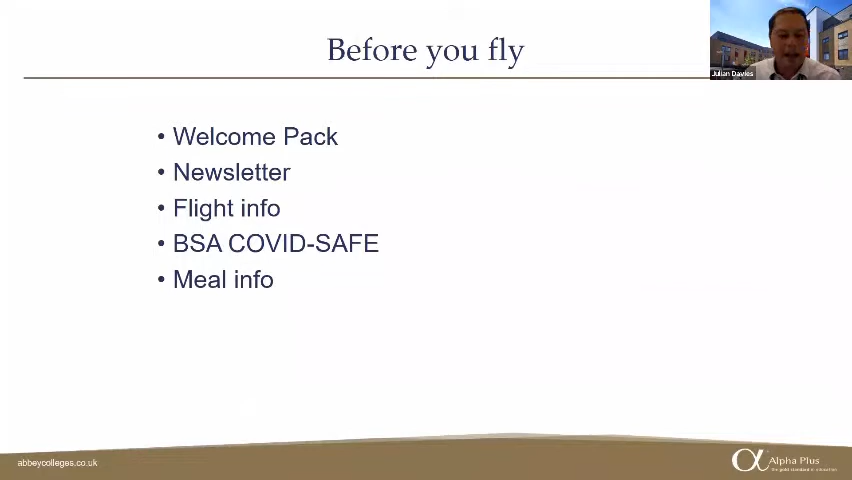 Before you fly
Julian Davies
• Welcome Pack
• Newsletter
• Flight info
• BSA COVID-SAFE
• Meal info
abbeycolleges.co.uk
Alpha Plus
the gold standard in education